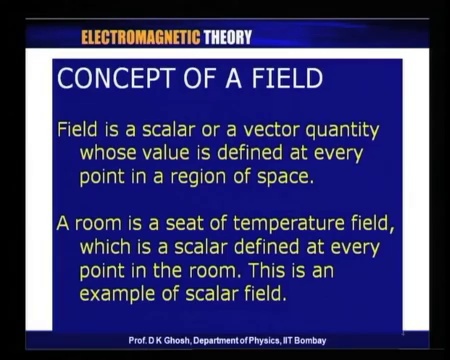 ELECTROMAGNETIC THEORY
CONCEPT OF A FIELD
Field is a scalar or a vector quantity
whose value is defined at every
point in a region of space.
A room is a seat of temperature field,
which is a scalar defined at every
point in the room. This is an
example of scalar field.
Prof. D K Ghosh, Department of Physics, IIT Bombay